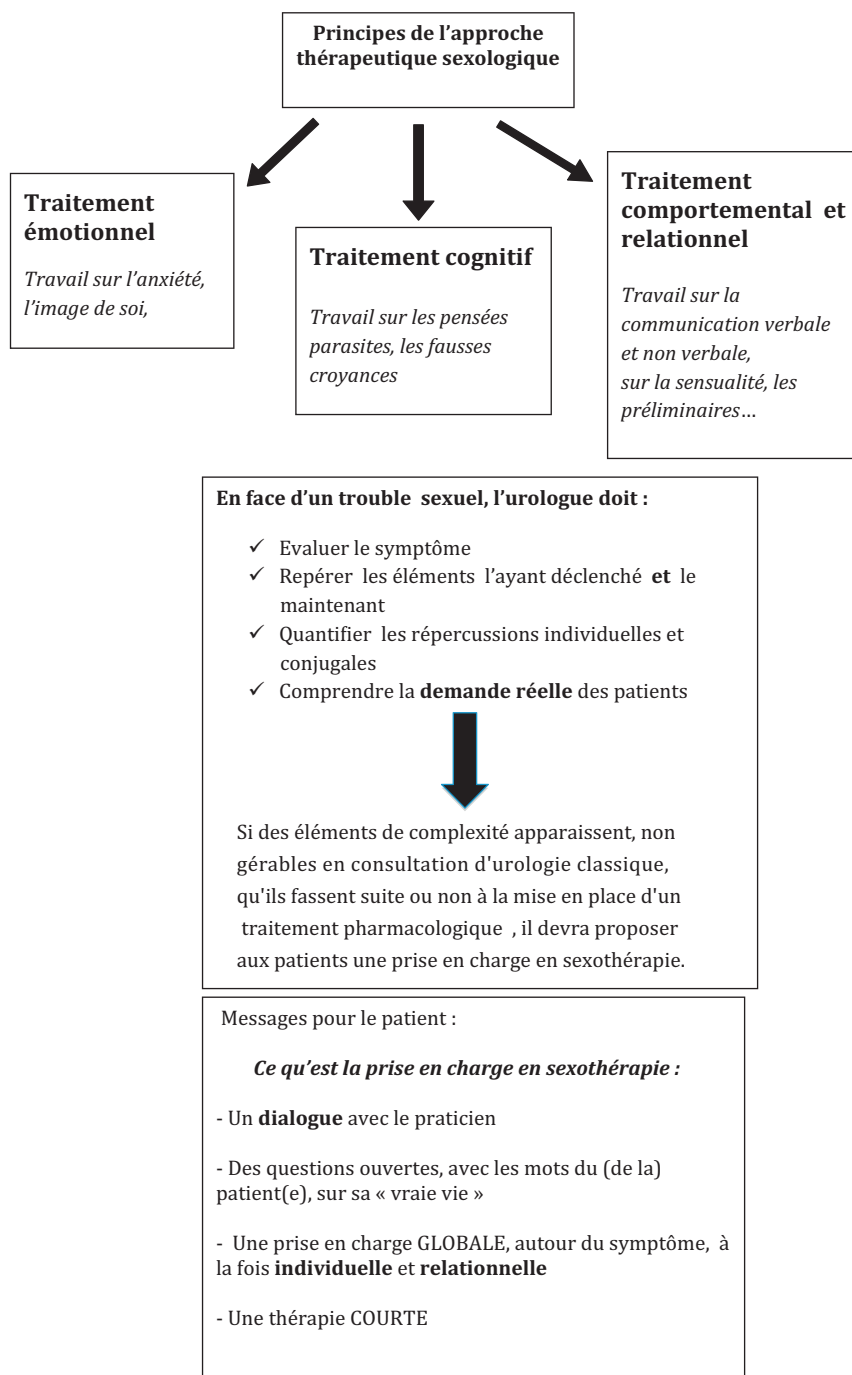 Principes de l’approche
thérapeutique sexologique
Traitement
émotionnel
Travail sur l’anxiété,
l’image de soi,
Traitement cognitif
Travail sur les pensées
parasites, les fausses
croyances
Traitement
comportemental et
relationnel
Travail sur la
communication verbale
et non verbale,
sur la sensualité, les
préliminaires…
En face d’un trouble sexuel, l’urologue doit :
✓ Evaluer le symptôme
✓ Repérer les éléments l’ayant déclenché et le
maintenant
✓ Quantifier les répercussions individuelles et
conjugales
✓ Comprendre la demande réelle des patients
Si des éléments de complexité apparaissent, non
gérables en consultation d'urologie classique,
qu'ils fassent suite ou non à la mise en place d'un
traitement pharmacologique , il devra proposer
aux patients une prise en charge en sexothérapie.
Messages pour le patient :
Ce qu’est la prise en charge en sexothérapie :
- Un dialogue avec le praticien
- Des questions ouvertes, avec les mots du (de la)
patient(e), sur sa « vraie vie »
- Une prise en charge GLOBALE, autour du symptôme, à
la fois individuelle et relationnelle
- Une thérapie COURTE